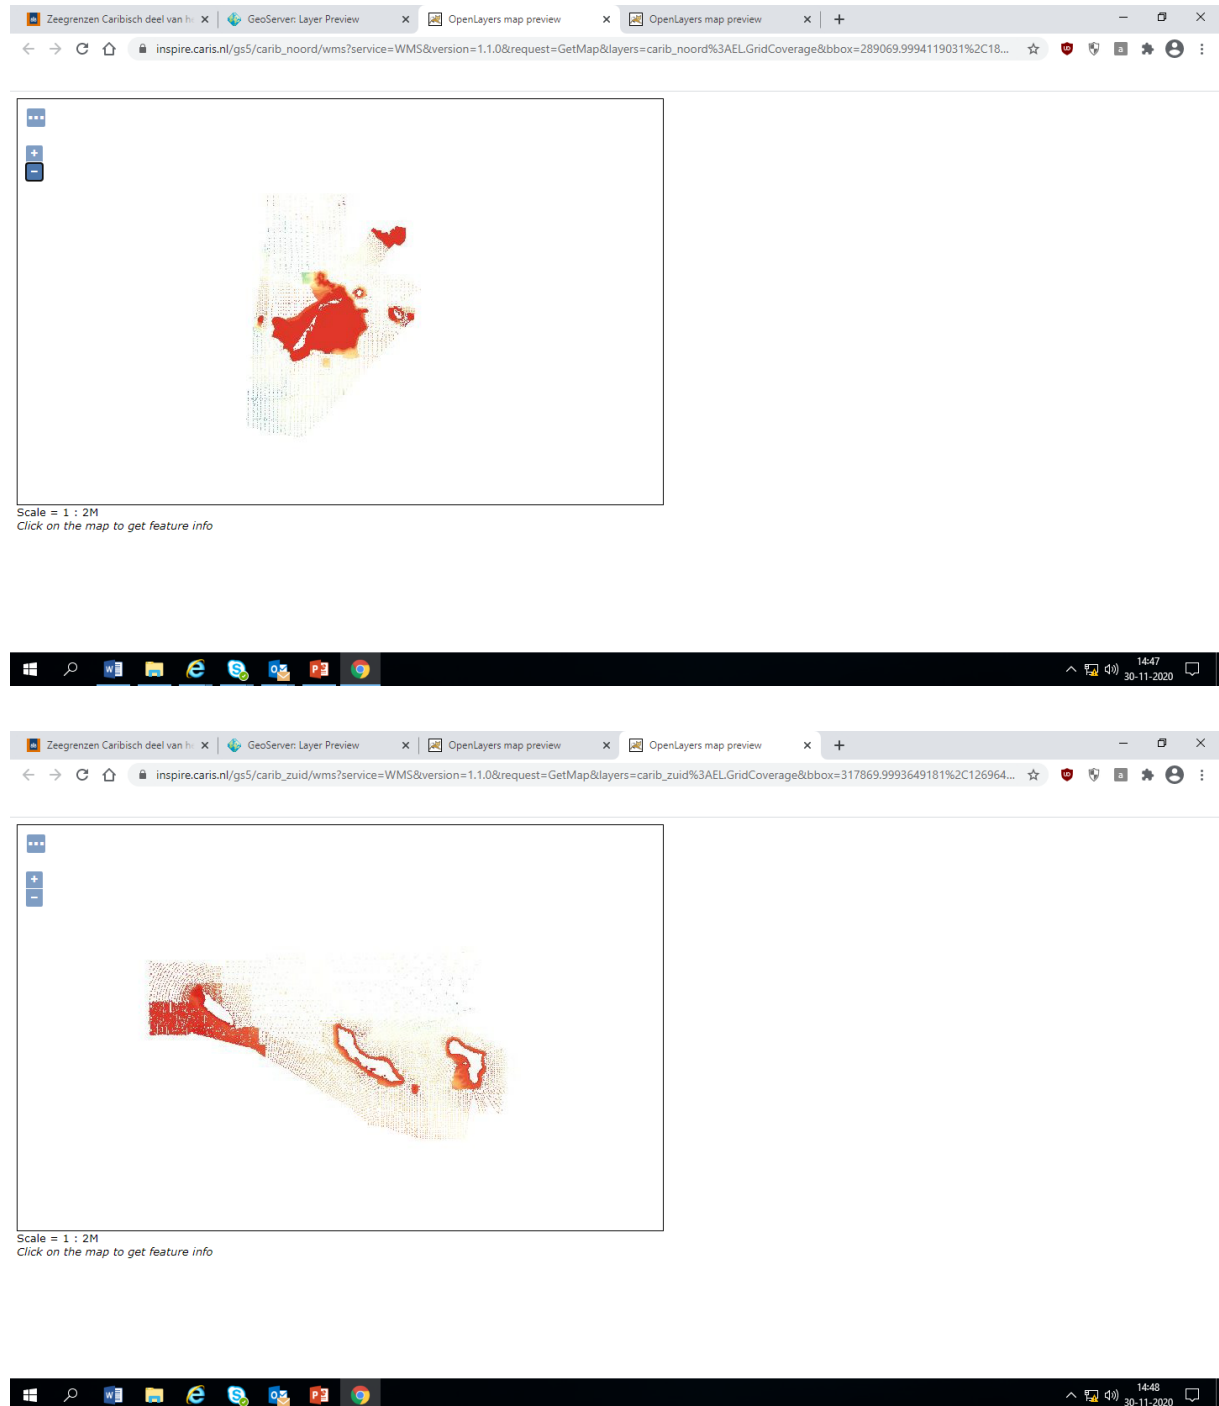 Zeegrenzen Caribisch deel van h
GeoServer: Layer Preview
OpenLayers map preview
OpenLayers map preview
inspire.caris.nl/gs5/carib_noord/wms?service=WMS&version=1.1.0&request=GetMap&layers=carib_noord%3AEL.GridCoverage&bbox=289069.9994119031%2C18...
Scale = 1 : 2M
Click on the map to get feature info
14:47
30-11-2020
Zeegrenzen Caribisch deel van h
GeoServer: Layer Preview
OpenLayers map preview
OpenLayers map preview
inspire.caris.nl/gs5/carib_zuid/wms?service=WMS&version=1.1.0&request=GetMap&layers=carib_zuid%3AEL.GridCoverage&bbox=317869.9993649181%2C126964...
Scale = 1 : 2M
Click on the map to get feature info
14:48
30-11-2020